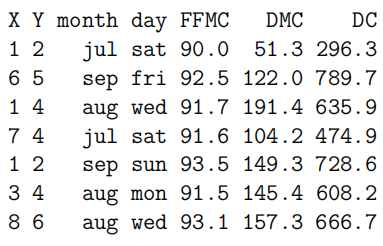 X Y month day FFMC DMC DC
1 2 jul sat 90.0 51.3 296.3
6 5 sep fri 92.5 122.0 789.7
1 4 aug wed 91.7 191.4 635.9
7 4 jul sat 91.6 104.2 474.9
1 2 sep sun 93.5 149.3 728.6
3 4 aug mon 91.5 145.4 608.2
8 6 aug wed 93.1 157.3 666.7